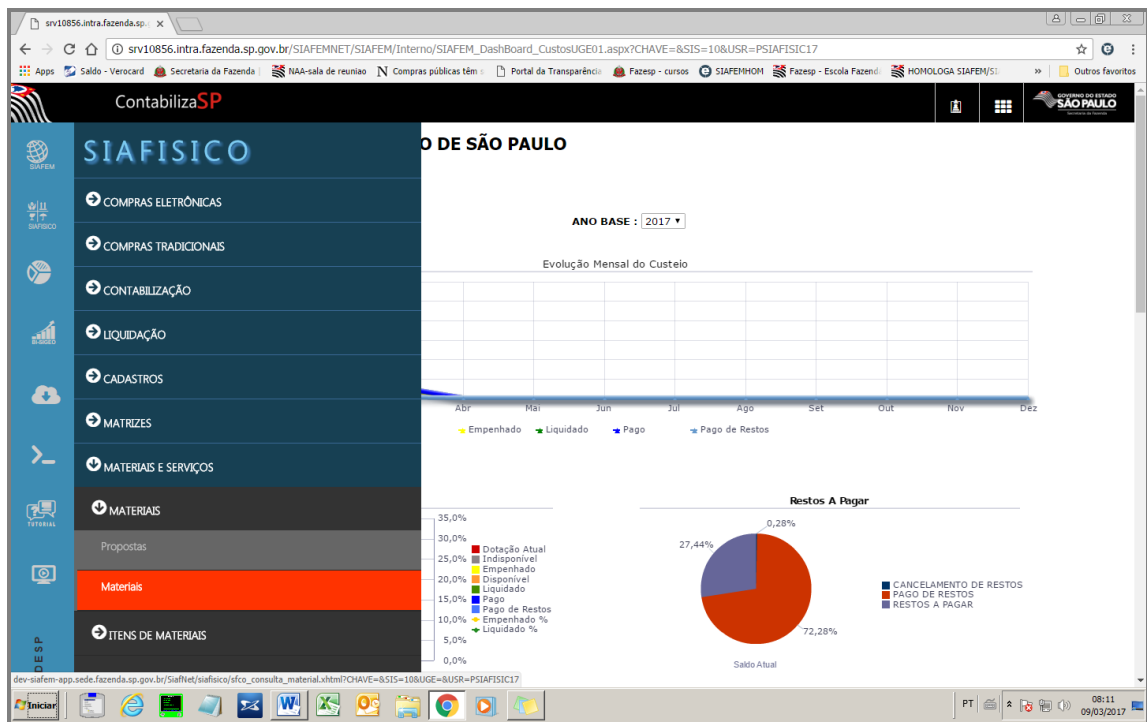 srv10856.intra.fazenda.sp.
srv10856.intra.fazenda.sp.gov.br/SIAFEMNET/SIAFEM/Interno/SIAFEM_DashBoard_CustosUGE01.aspx?CHAVE=&SIS=10&USR=PSIAFISIC17
Apps Saldo - Verocard Secretaria da Fazenda NAA-sala de reuniao Compras públicas têm Portal da Transparência Fazesp - cursos SIAFEMHOM Fazesp - Escola Fazend HOMOLOGA SIAFEM/SI » Outros favoritos
ContabilizaSP
GOVERNO DO ESTADO
SÃO PAULO
Secretaria da Fazenda
SIAFEM
SIAFISICO
O DE SÃO PAULO
COMPRAS ELETRÔNICAS
SIAFISICO
ANO BASE : 2017
COMPRAS TRADICIONAIS
Evolução Mensal do Custeio
CONTABILIZAÇÃO
LIQUIDAÇÃO
CADASTROS
Abr Mai Jun Jul Ago Set Out Nov Dez
MATRIZES
Empenhado Liquidado Pago Pago de Restos
MATERIAIS E SERVIÇOS
Restos A Pagar
MATERIAIS
TUTORIAL
Propostas
Materiais
ITENS DE MATERIAIS
35,0%
30,0%
25,0%
20,0%
15,0%
10,0%
5,0%
0,0%
Dotação Atual
Indisponível
Empenhado
Disponível
Liquidado
Pago
Pago de Restos
Empenhado %
Liquidado %
0,28%
27,44%
72,28%
CANCELAMENTO DE RESTOS
PAGO DE RESTOS
RESTOS A PAGAR
Saldo Atual
DESP
dev-siafem-app.sede.fazenda.sp.gov.br/SiafNet/siafisico/sfco_consulta_material.xhtml?CHAVE=&SIS=10&UGE=&USR=PSIAFISIC17
Iniciar
PT
08:11
09/03/2017